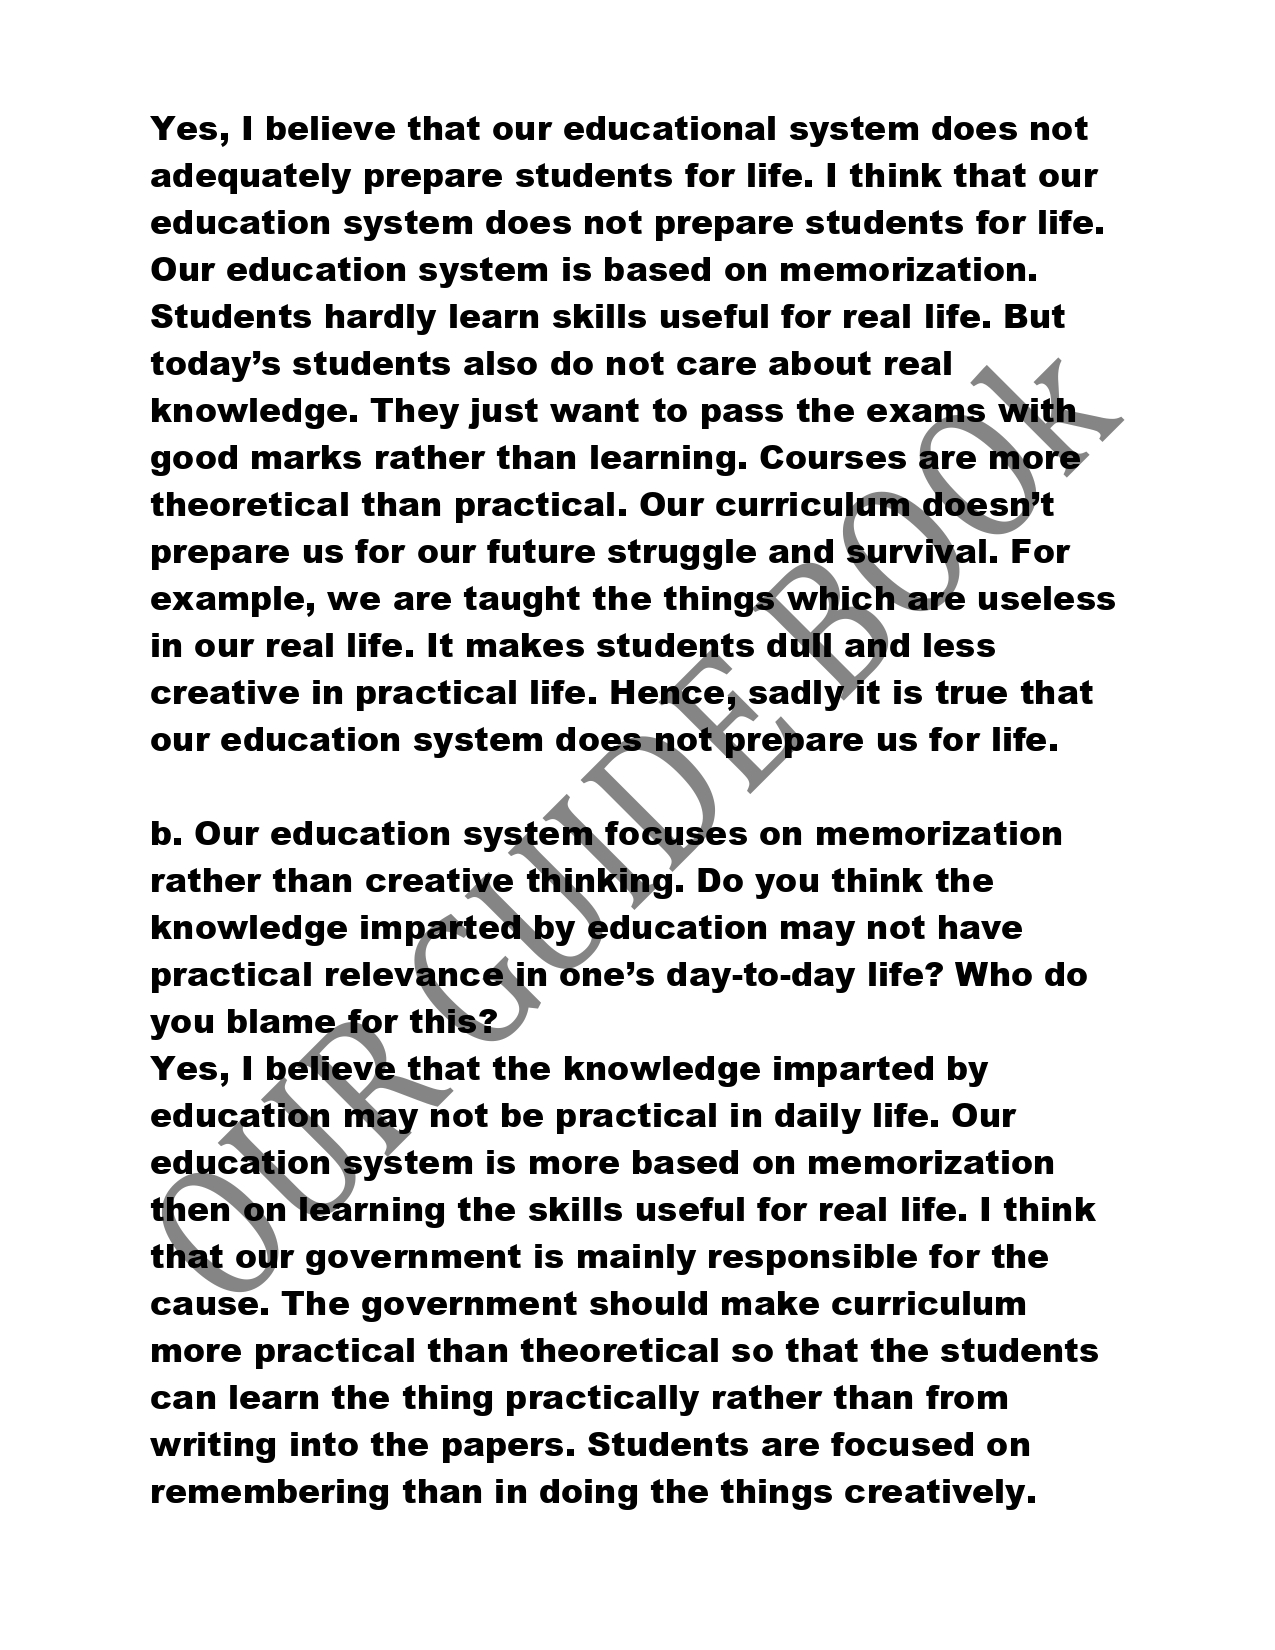 Yes, I believe that our educational system does not
adequately prepare students for life. I think that our
education system does not prepare students for life.
Our education system is based on memorization.
Students hardly learn skills useful for real life. But
today’s students also do not care about real
knowledge. They just want to pass the exams with
good marks rather than learning. Courses are more
theoretical than practical. Our curriculum doesn’t
prepare us for our future struggle and survival. For
example, we are taught the things which are useless
in our real life. It makes students dull and less
creative in practical life. Hence, sadly it is true that
our education system does not prepare us for life.
b. Our education system focuses on memorization
rather than creative thinking. Do you think the
knowledge imparted by education may not have
practical relevance in one’s day-to-day life? Who do
you blame for this?
Yes, I believe that the knowledge imparted by
education may not be practical in daily life. Our
education system is more based on memorization
then on learning the skills useful for real life. I think
that our government is mainly responsible for the
cause. The government should make curriculum
more practical than theoretical so that the students
can learn the thing practically rather than from
writing into the papers. Students are focused on
remembering than in doing the things creatively.
OUR GUIDE BOOk